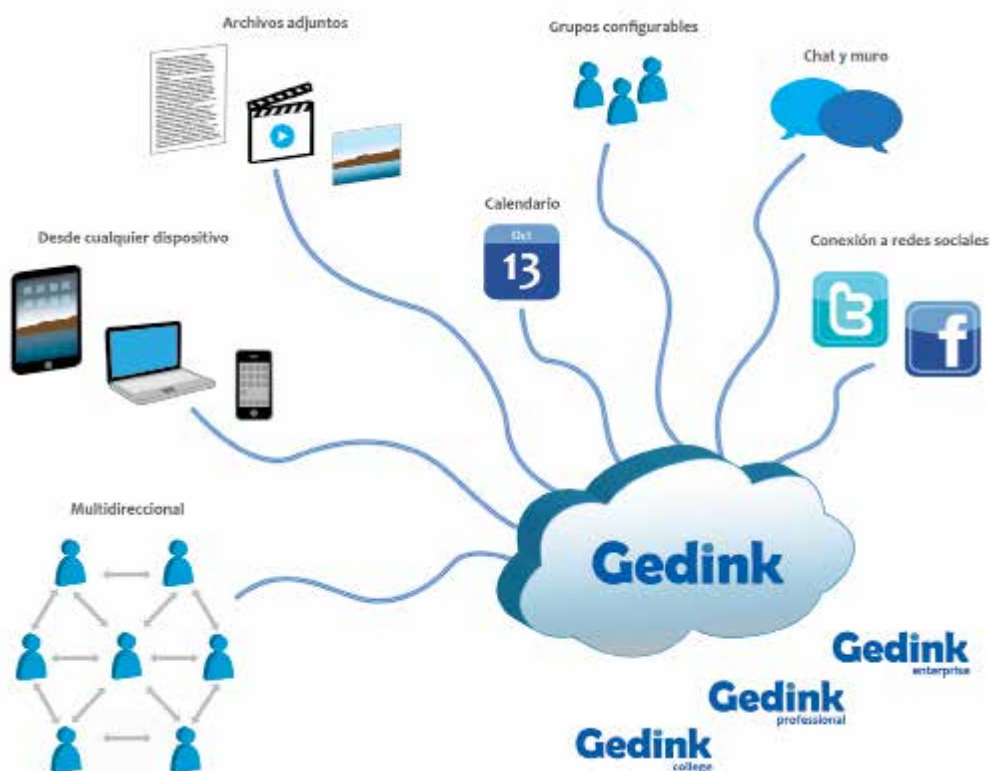 Archivos adjuntos
Grupos configurables
Chat y muro
Calendario
Oct
13
Desde cualquier dispositivo
Conexión a redes sociales
Multidireccional
Gedink
Gedink
enterprise
Gedink
professional
Gedink
college